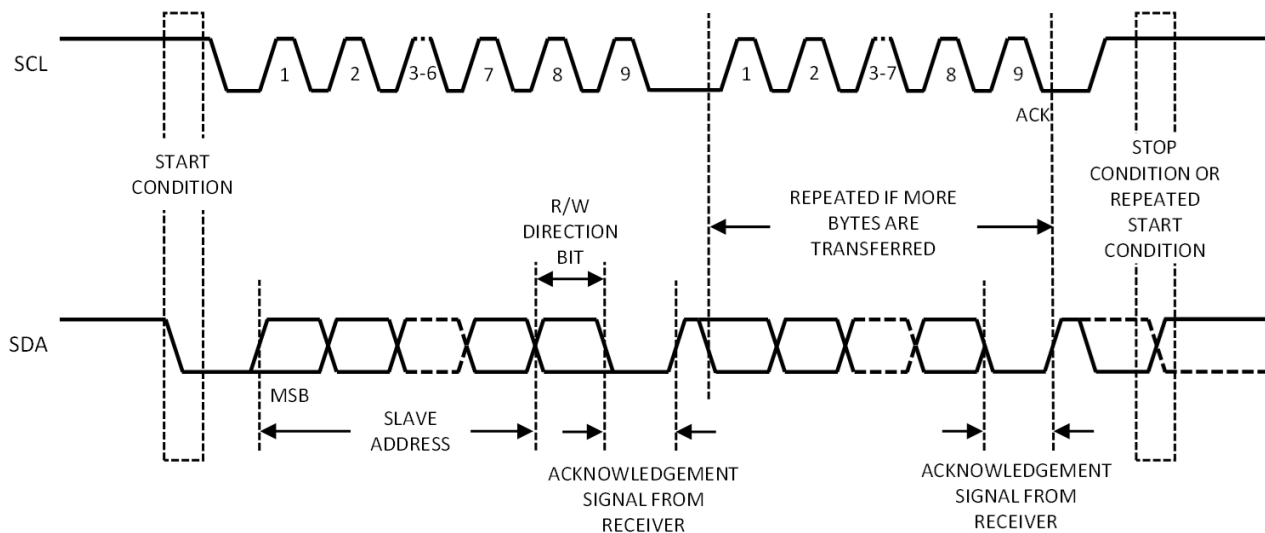 SCL
1
2
3-6
7
8
9
1
2
3-7
8
9
ACK
START
CONDITION
R/W
DIRECTION
BIT
REPEATED IF MORE
BYTES ARE
TRANSFERRED
STOP
CONDITION OR
REPEATED
START
CONDITION
SDA
MSB
SLAVE
ADDRESS
ACKNOWLEDGEMENT
SIGNAL FROM
RECEIVER
ACKNOWLEDGEMENT
SIGNAL FROM
RECEIVER